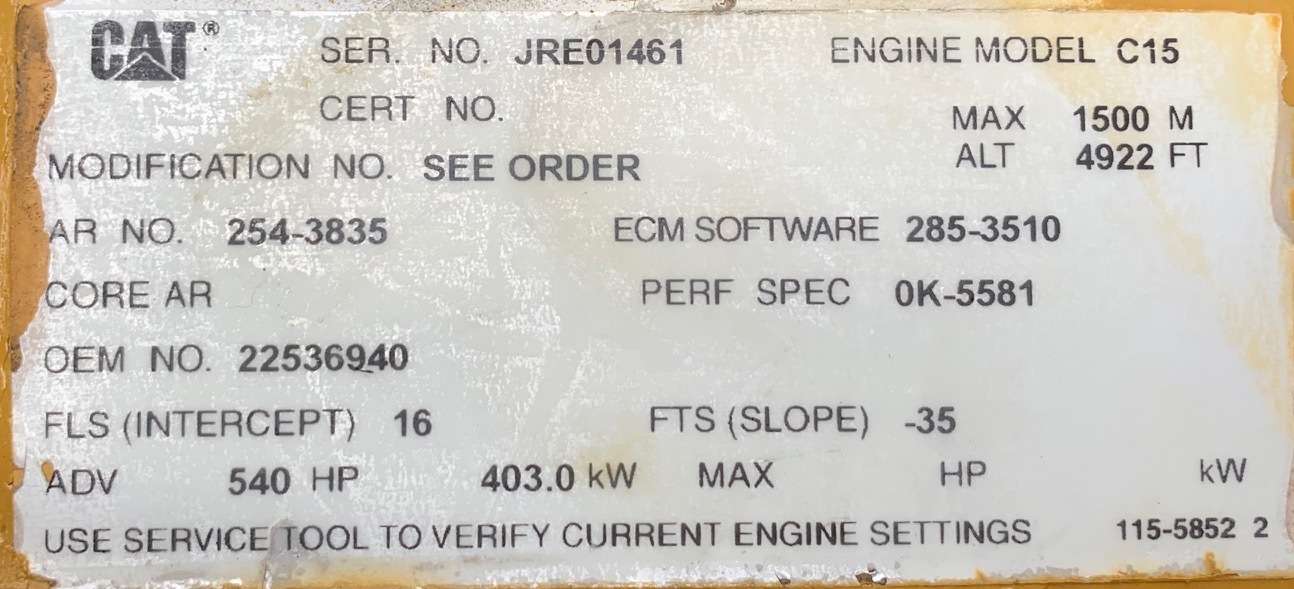 CAT® SER. NO. JRE01461 ENGINE MODEL C15
CERT NO. MAX 1500 M
MODIFICATION NO. SEE ORDER ALT 4922 FT
AR NO. 254-3835 ECM SOFTWARE 285-3510
CORE AR PERF SPEC 0K-5581
OEM NO. 22536940
FLS (INTERCEPT) 16 FTS (SLOPE) -35
ADV 540 HP 403.0 kW MAX HP kW
USE SERVICE TOOL TO VERIFY CURRENT ENGINE SETTINGS 115-5852 2